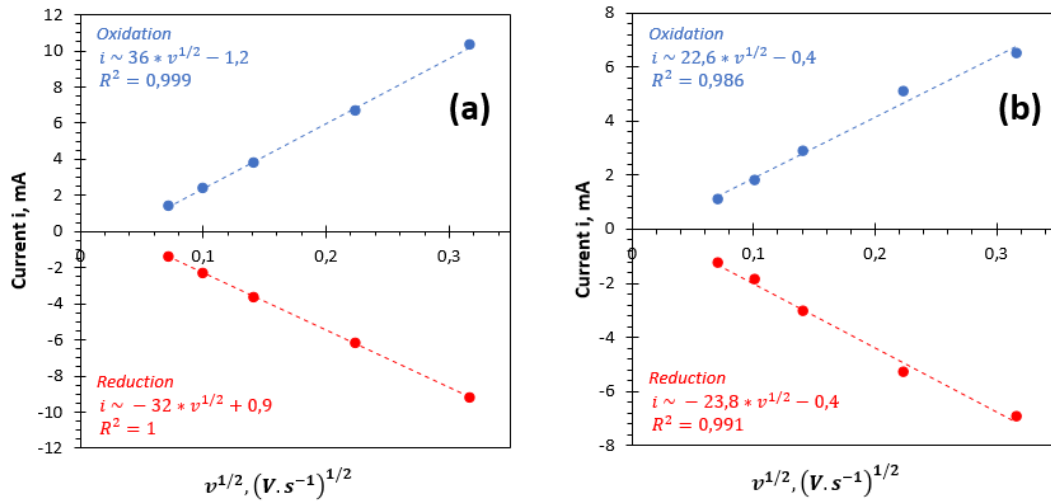 12
10
8
6
4
2
0
-2
-4
-6
-8
-10
-12
0
0,1
0,2
0,3
Current i, mA
Oxidation
i ~ 36 * v^{1/2} − 1,2
R² = 0,999
(a)
Reduction
i ~ − 32 * v^{1/2} + 0,9
R² = 1
v^{1/2}, (V.s^{-1})^{1/2}
8
6
4
2
0
-2
-4
-6
-8
0
0,1
0,2
0,3
Current i, mA
Oxidation
i ~ 22,6 * v^{1/2} − 0,4
R² = 0,986
(b)
Reduction
i ~ − 23,8 * v^{1/2} − 0,4
R² = 0,991
v^{1/2}, (V.s^{-1})^{1/2}